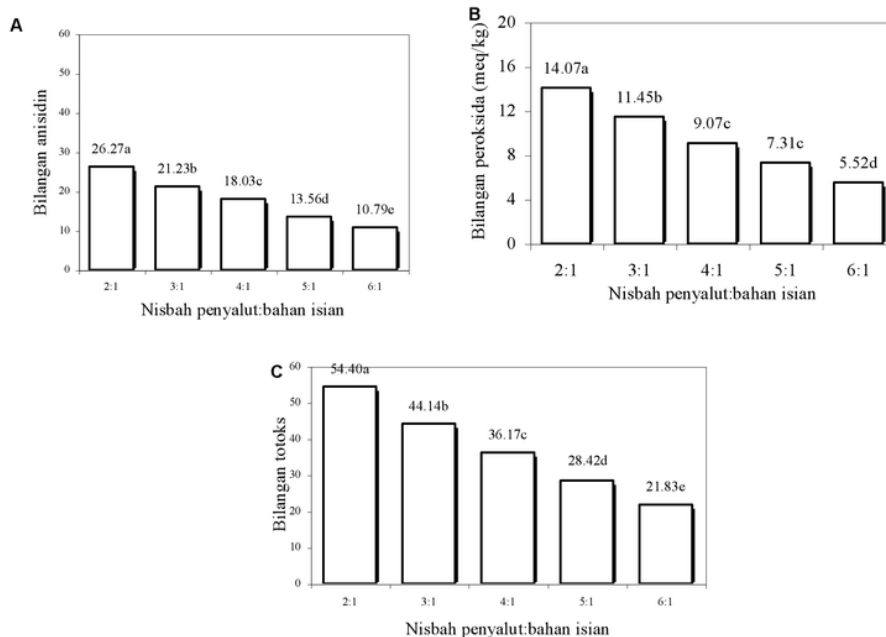 A
60
50
40
30
20
10
0
Bilangan anisidin
26.27a
21.23b
18.03c
13.56d
10.79e
2:1 3:1 4:1 5:1 6:1
Nisbah penyalut:bahan isian
B
20
16
12
8
4
0
Bilangan peroksida (meq/kg)
14.07a
11.45b
9.07c
7.31c
5.52d
2:1 3:1 4:1 5:1 6:1
Nisbah penyalut:bahan isian
C
60
50
40
30
20
10
0
Bilangan totoks
54.40a
44.14b
36.17c
28.42d
21.83e
2:1 3:1 4:1 5:1 6:1
Nisbah penyalut:bahan isian